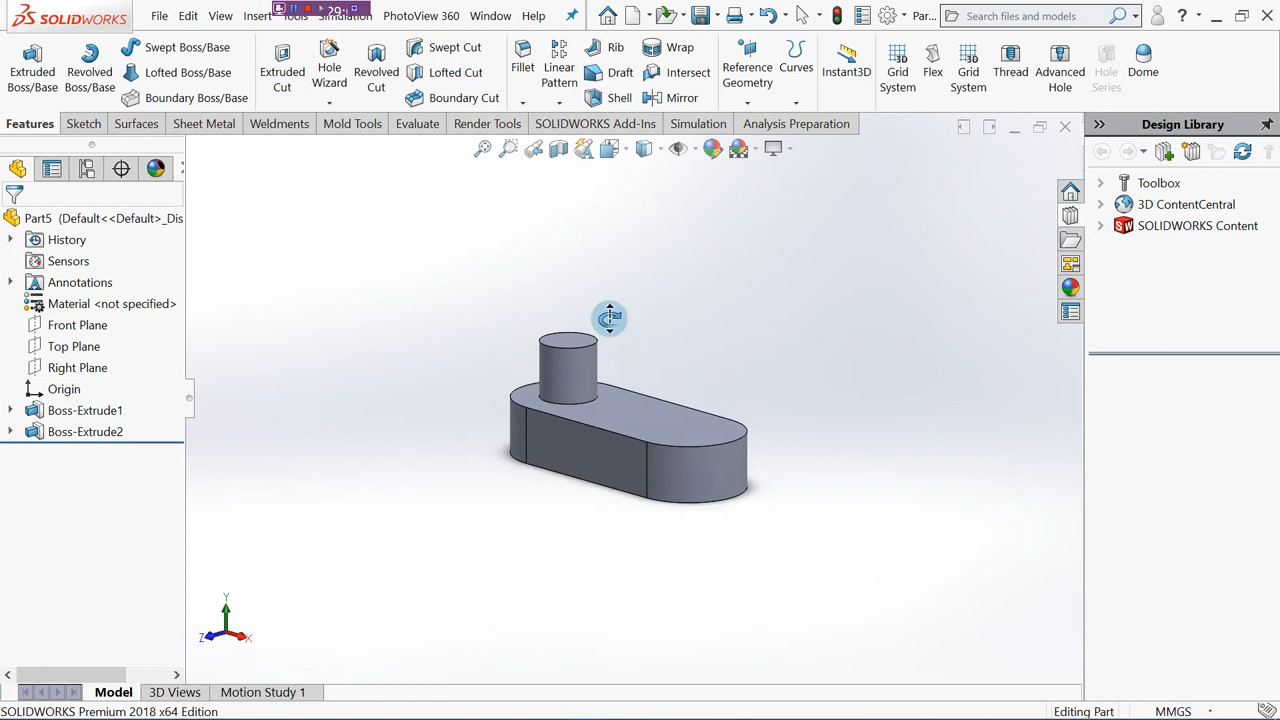 SOLIDWORKS File Edit View Insert Tools Simulation PhotoView 360 Window Help Par... Search files and models ?
29:
Extruded Boss/Base
Revolved Boss/Base
Swept Boss/Base
Lofted Boss/Base
Boundary Boss/Base
Extruded Cut
Hole Wizard
Revolved Cut
Swept Cut
Lofted Cut
Boundary Cut
Fillet
Linear Pattern
Rib
Draft
Shell
Wrap
Intersect
Mirror
Reference Geometry
Curves
Instant3D
Grid System
Flex
Grid System
Thread
Advanced Hole
Hole Series
Dome
Features Sketch Surfaces Sheet Metal Weldments Mold Tools Evaluate Render Tools SOLIDWORKS Add-Ins Simulation Analysis Preparation
Design Library
Toolbox
3D ContentCentral
SOLIDWORKS Content
Part5 (Default<<Default>_Dis
History
Sensors
Annotations
Material <not specified>
Front Plane
Top Plane
Right Plane
Origin
Boss-Extrude1
Boss-Extrude2
Y
Z
X
Model 3D Views Motion Study 1
SOLIDWORKS Premium 2018 x64 Edition Editing Part MMGS